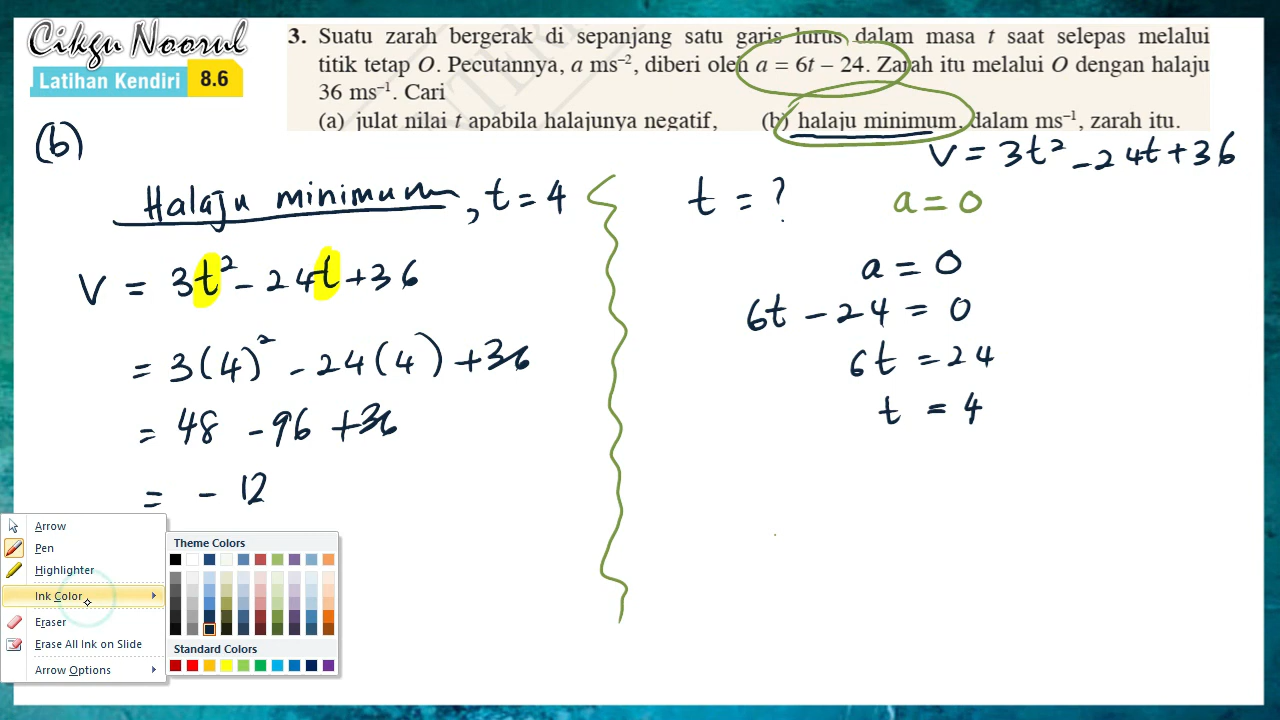 Cikgu Noorul
Latihan Kendiri 8.6
3. Suatu zarah bergerak di sepanjang satu garis lurus dalam masa t saat selepas melalui
titik tetap O. Pecutannya, a ms⁻², diberi oleh a = 6t – 24. Zarah itu melalui O dengan halaju
36 ms⁻¹. Cari
(a) julat nilai t apabila halajunya negatif, (b) halaju minimum, dalam ms⁻¹, zarah itu.
(b)
Halaju minimum, t = 4
v = 3t² - 24t + 36
= 3(4)² - 24(4) + 36
= 48 - 96 + 36
= - 12
v = 3t² - 24t + 36
t = ? a = 0
a = 0
6t - 24 = 0
6t = 24
t = 4
Arrow
Pen
Highlighter
Ink Color
Eraser
Erase All Ink on Slide
Arrow Options
Theme Colors
Standard Colors